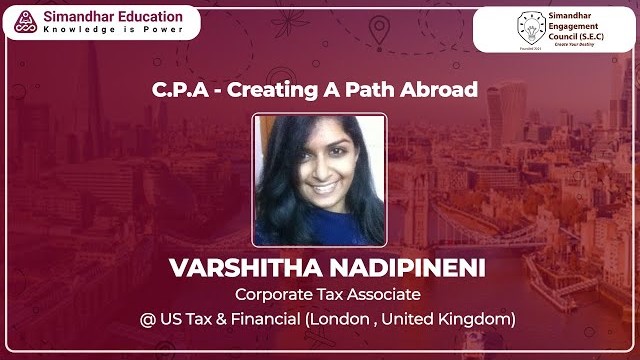 Simandhar Education
Knowledge is Power
Simandhar
Engagement
Council (S.E.C)
Create Your Destiny
Founded 2021
C.P.A - Creating A Path Abroad
VARSHITHA NADIPINENI
Corporate Tax Associate
@ US Tax & Financial (London , United Kingdom)